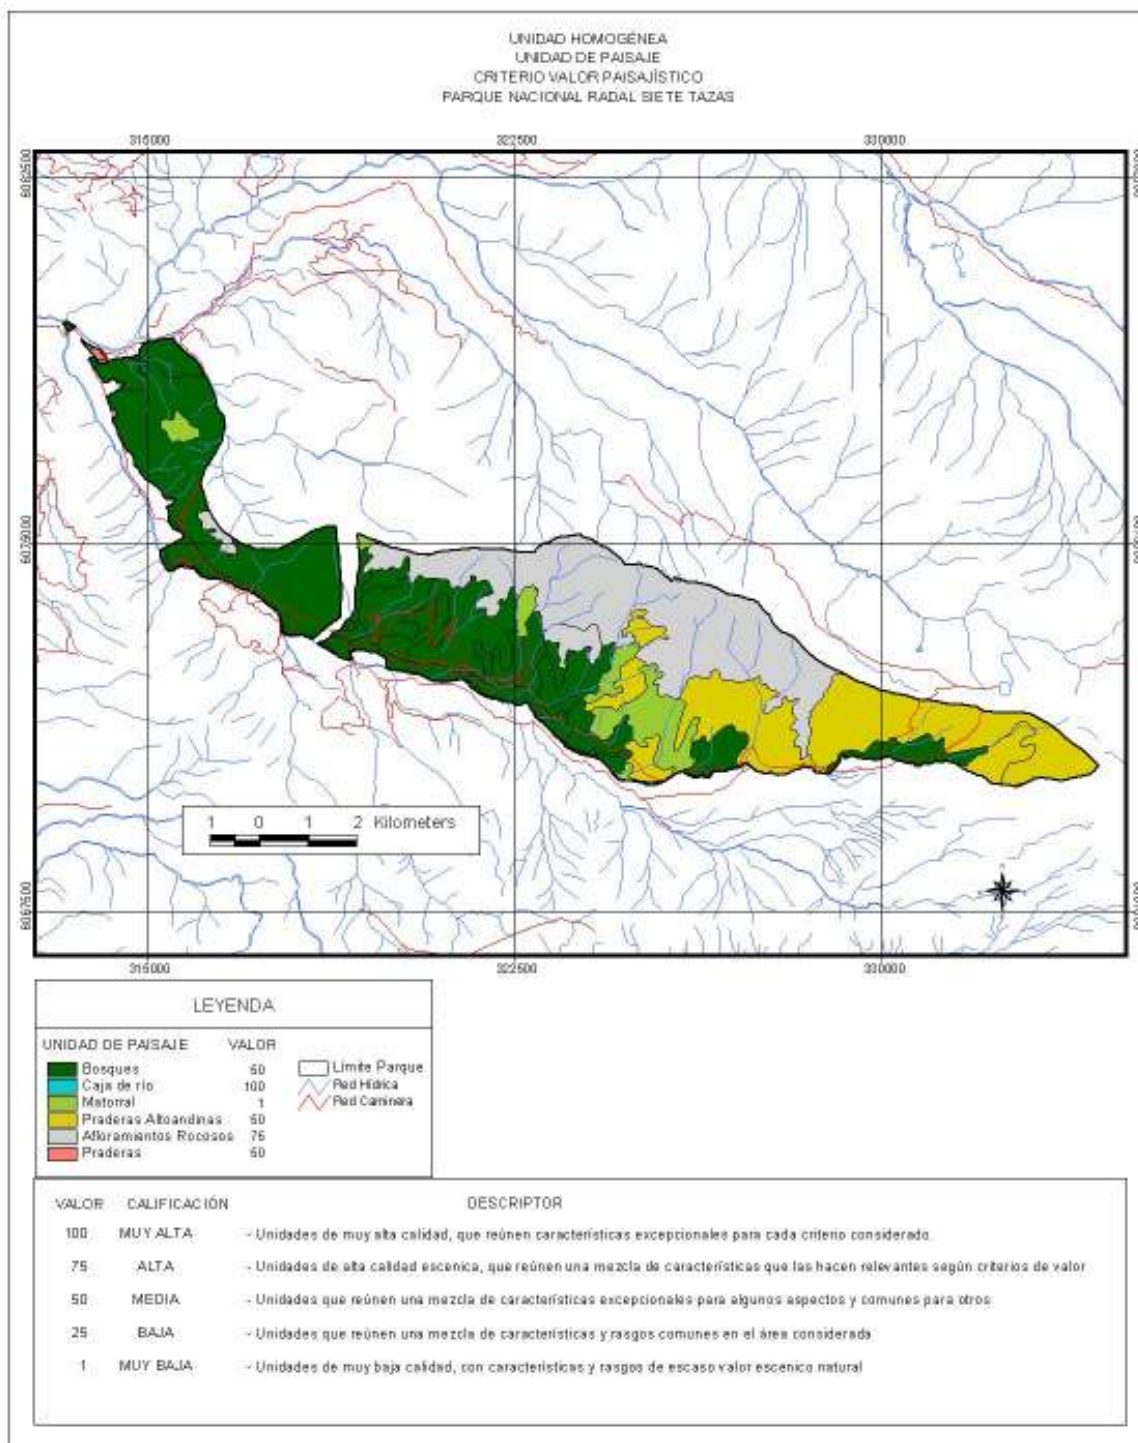 UNIDAD HOMOGÉNEA
UNIDAD DE PAISAJE
CRITERIO VALOR PAISAJÍSTICO
PARQUE NACIONAL RADAL SIETE TAZAS
315000 322500 330000
6082500
6075000
6067500
1 0 1 2 Kilometers
315000 322500 330000
LEYENDA
UNIDAD DE PAISAJE VALOR
Bosques 50 Límite Parque
Caja de río 100 Red Hídrica
Matorral 1 Red Caminera
Praderas Altoandinas 50
Afloramientos Rocosos 75
Praderas 50
VALOR CALIFICACIÓN DESCRIPTOR
100 MUY ALTA - Unidades de muy alta calidad, que reúnen características excepcionales para cada criterio considerado.
75 ALTA - Unidades de alta calidad escenica, que reúnen una mezcla de características que las hacen relevantes según criterios de valor
50 MEDIA - Unidades que reúnen una mezcla de características excepcionales para algunos aspectos y comunes para otros
25 BAJA - Unidades que reúnen una mezcla de características y rasgos comunes en el área considerada
1 MUY BAJA - Unidades de muy baja calidad, con características y rasgos de escaso valor escenico natural